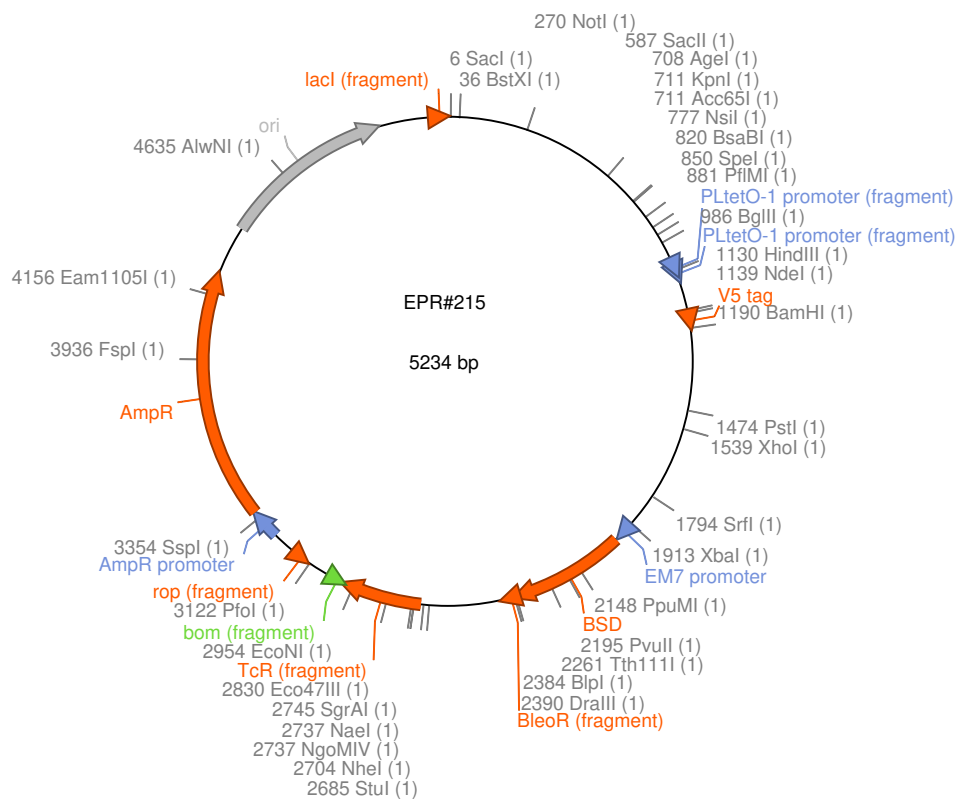 270 NotI (1)
587 SacII (1)
6 SacI (1)
708 AgeI (1)
lacI (fragment)
36 BstXI (1)
711 KpnI (1)
711 Acc65I (1)
777 NsiI (1)
ori
820 BsaBI (1)
4635 AlwNI (1)
850 SpeI (1)
881 PflMI (1)
PLtetO-1 promoter (fragment)
986 BglII (1)
PLtetO-1 promoter (fragment)
1130 HindIII (1)
4156 Eam1105I (1)
1139 NdeI (1)
V5 tag
EPR#215
1190 BamHI (1)
3936 FspI (1)
5234 bp
AmpR
1474 PstI (1)
1539 XhoI (1)
1794 SrfI (1)
3354 SspI (1)
1913 XbaI (1)
AmpR promoter
EM7 promoter
rop (fragment)
2148 PpuMI (1)
3122 PfoI (1)
BSD
bom (fragment)
2195 PvuII (1)
2954 EcoNI (1)
2261 Tth111I (1)
TcR (fragment)
2384 BlpI (1)
2830 Eco47III (1)
2390 DraIII (1)
2745 SgrAI (1)
BleoR (fragment)
2737 NaeI (1)
2737 NgoMIV (1)
2704 NheI (1)
2685 StuI (1)